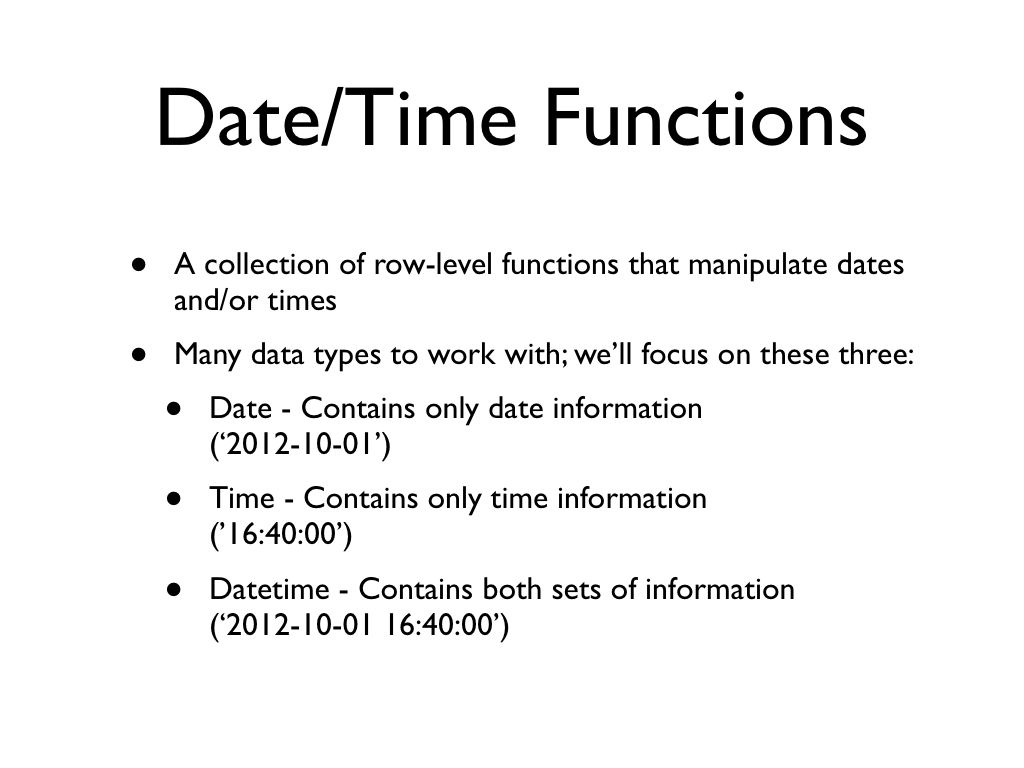 Date/Time Functions
• A collection of row-level functions that manipulate dates
and/or times
• Many data types to work with; we’ll focus on these three:
• Date - Contains only date information
(‘2012-10-01’)
• Time - Contains only time information
(’16:40:00’)
• Datetime - Contains both sets of information
(‘2012-10-01 16:40:00’)